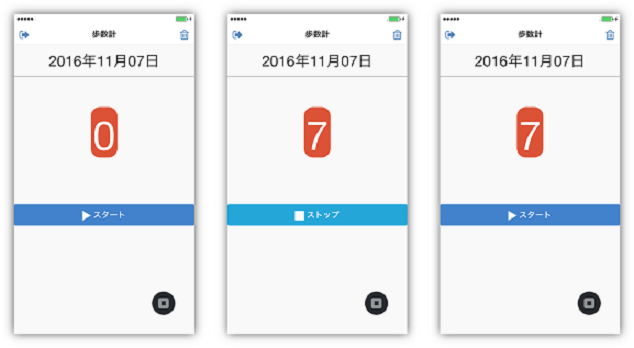 歩数計
2016年11月07日
0
スタート
歩数計
2016年11月07日
7
ストップ
歩数計
2016年11月07日
7
スタート